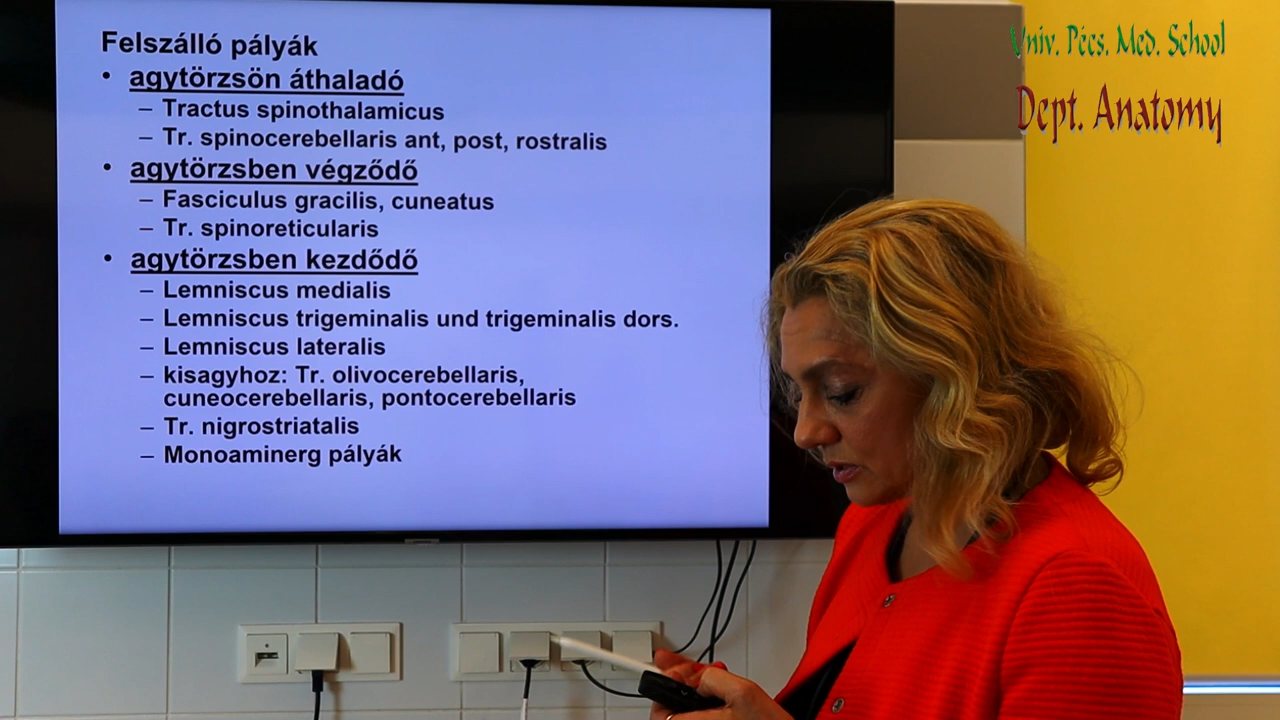 Felszálló pályák
• agytörzsön áthaladó
– Tractus spinothalamicus
– Tr. spinocerebellaris ant, post, rostralis
• agytörzsben végződő
– Fasciculus gracilis, cuneatus
– Tr. spinoreticularis
• agytörzsben kezdődő
– Lemniscus medialis
– Lemniscus trigeminalis und trigeminalis dors.
– Lemniscus lateralis
– kisagyhoz: Tr. olivocerebellaris,
cuneocerebellaris, pontocerebellaris
– Tr. nigrostriatalis
– Monoaminerg pályák
Univ. Pécs. Med. School
Dept. Anatomy